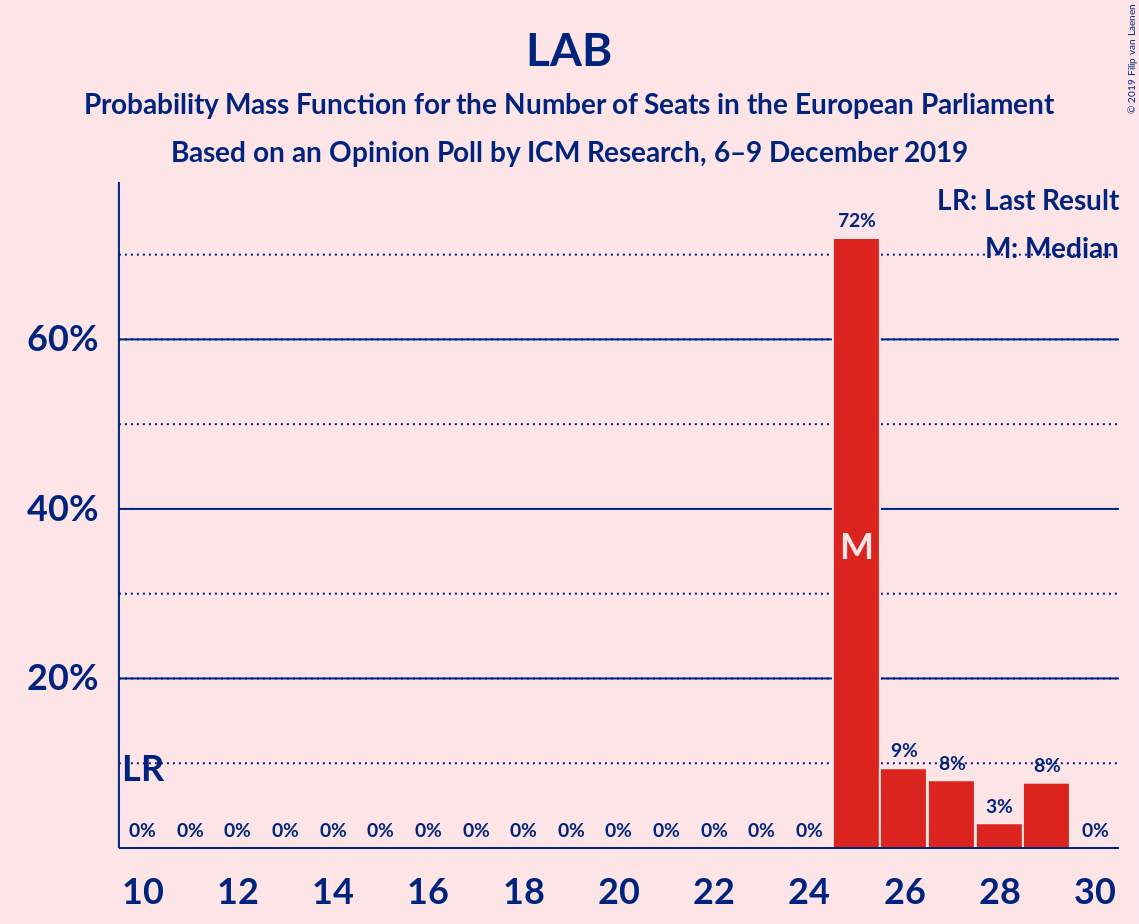 LAB
Probability Mass Function for the Number of Seats in the European Parliament
Based on an Opinion Poll by ICM Research, 6–9 December 2019
© 2019 Filip van Laenen
LR: Last Result
M: Median
72%
60%
40%
M
20%
LR
9%
8%
3%
8%
0% 0% 0% 0% 0% 0% 0% 0% 0% 0% 0% 0% 0% 0% 0% 0%
10 12 14 16 18 20 22 24 26 28 30